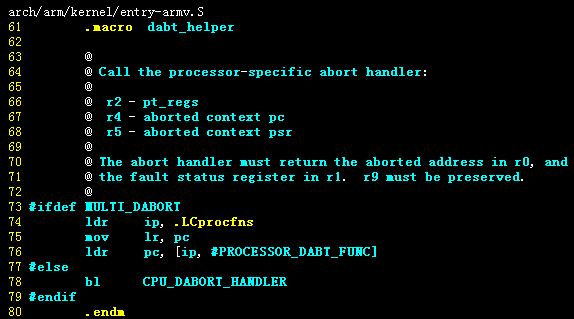 arch/arm/kernel/entry-armv.S
61 .macro dabt_helper
62
63 @
64 @ Call the processor-specific abort handler:
65 @
66 @ r2 - pt_regs
67 @ r4 - aborted context pc
68 @ r5 - aborted context psr
69 @
70 @ The abort handler must return the aborted address in r0, and
71 @ the fault status register in r1. r9 must be preserved.
72 @
73 #ifdef MULTI_DABORT
74 ldr ip, .LCprocfns
75 mov lr, pc
76 ldr pc, [ip, #PROCESSOR_DABT_FUNC]
77 #else
78 bl CPU_DABORT_HANDLER
79 #endif
80 .endm